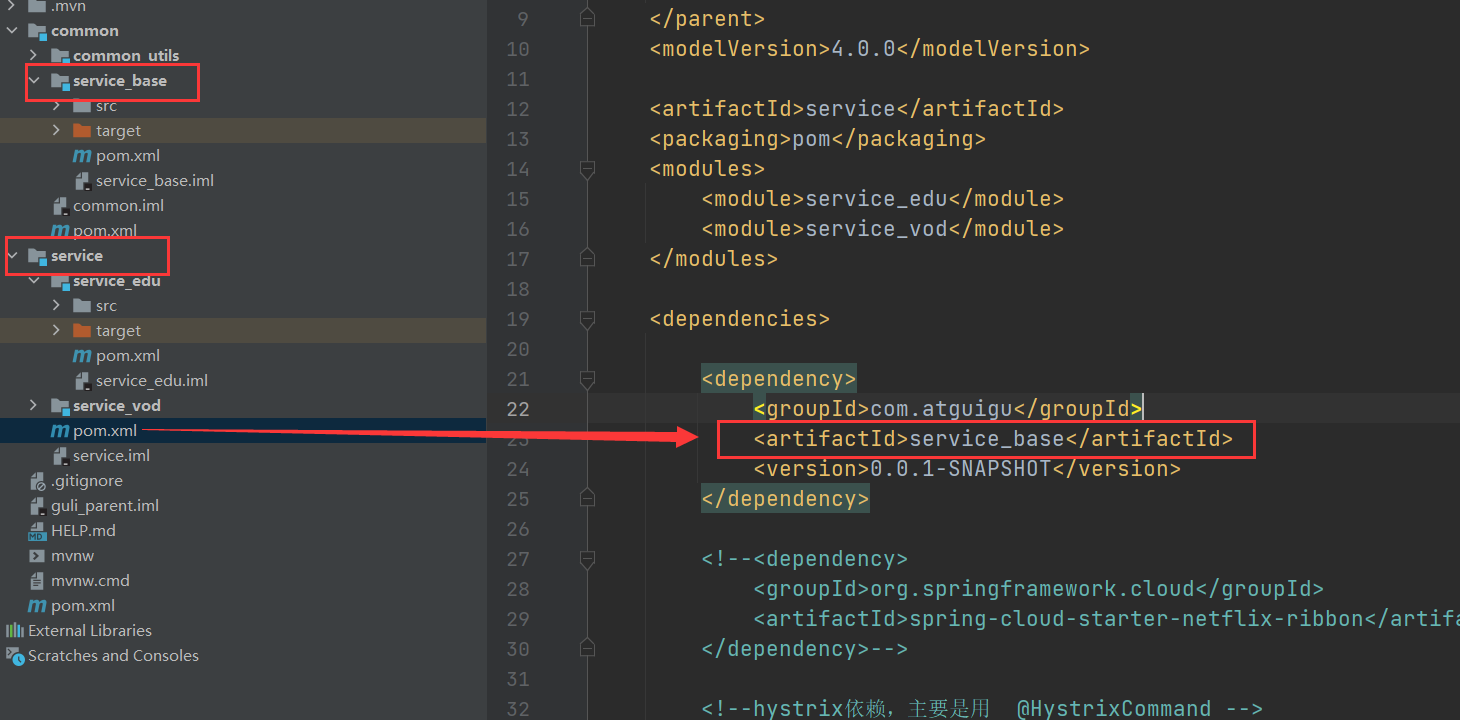 .mvn
common
common_utils
service_base
src
target
pom.xml
service_base.iml
common.iml
pom.xml
service
service_edu
src
target
pom.xml
service_edu.iml
service_vod
pom.xml
service.iml
.gitignore
guli_parent.iml
HELP.md
mvnw
mvnw.cmd
pom.xml
External Libraries
Scratches and Consoles
9 </parent>
10 <modelVersion>4.0.0</modelVersion>
11
12 <artifactId>service</artifactId>
13 <packaging>pom</packaging>
14 <modules>
15 <module>service_edu</module>
16 <module>service_vod</module>
17 </modules>
18
19 <dependencies>
20
21 <dependency>
22 <groupId>com.atguigu</groupId>
23 <artifactId>service_base</artifactId>
24 <version>0.0.1-SNAPSHOT</version>
25 </dependency>
26
27 <!--<dependency>
28 <groupId>org.springframework.cloud</groupId>
29 <artifactId>spring-cloud-starter-netflix-ribbon</artifa
30 </dependency>-->
31
32 <!--hystrix依赖，主要是用 @HystrixCommand -->